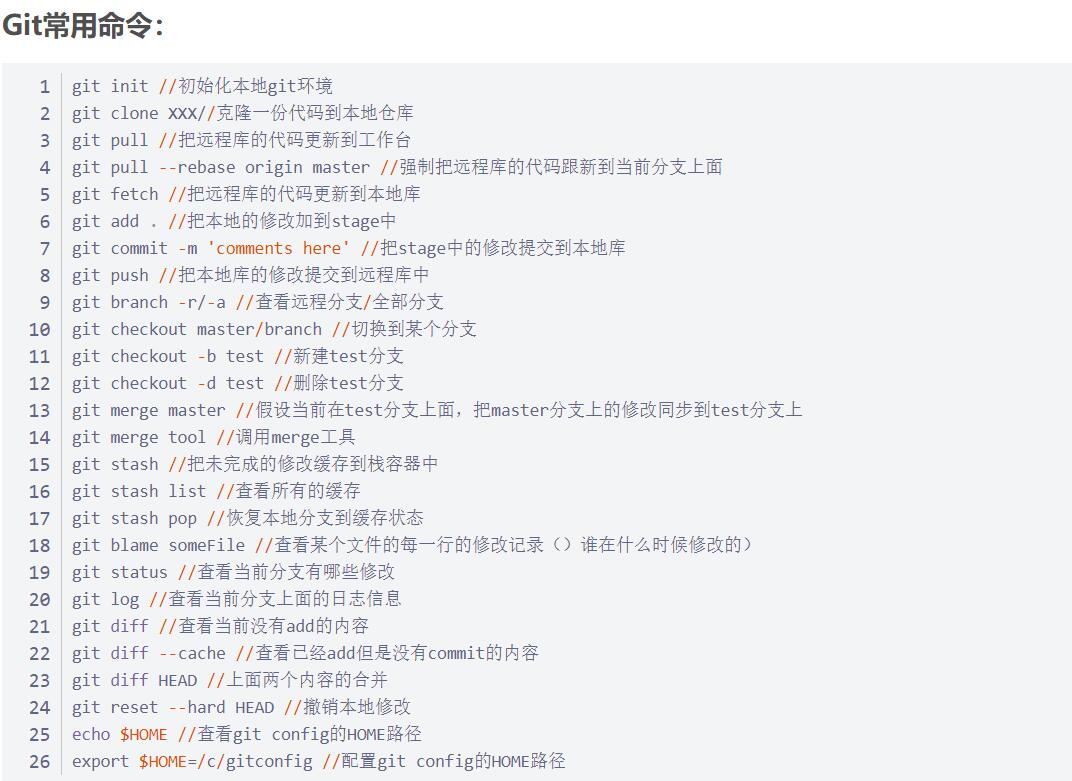 Git常用命令：
1 git init //初始化本地git环境
2 git clone XXX//克隆一份代码到本地仓库
3 git pull //把远程库的代码更新到工作台
4 git pull --rebase origin master //强制把远程库的代码跟新到当前分支上面
5 git fetch //把远程库的代码更新到本地库
6 git add . //把本地的修改加到stage中
7 git commit -m 'comments here' //把stage中的修改提交到本地库
8 git push //把本地库的修改提交到远程库中
9 git branch -r/-a //查看远程分支/全部分支
10 git checkout master/branch //切换到某个分支
11 git checkout -b test //新建test分支
12 git checkout -d test //删除test分支
13 git merge master //假设当前在test分支上面，把master分支上的修改同步到test分支上
14 git merge tool //调用merge工具
15 git stash //把未完成的修改缓存到栈容器中
16 git stash list //查看所有的缓存
17 git stash pop //恢复本地分支到缓存状态
18 git blame someFile //查看某个文件的每一行的修改记录（）谁在什么时候修改的）
19 git status //查看当前分支有哪些修改
20 git log //查看当前分支上面的日志信息
21 git diff //查看当前没有add的内容
22 git diff --cache //查看已经add但是没有commit的内容
23 git diff HEAD //上面两个内容的合并
24 git reset --hard HEAD //撤销本地修改
25 echo $HOME //查看git config的HOME路径
26 export $HOME=/c/gitconfig //配置git config的HOME路径